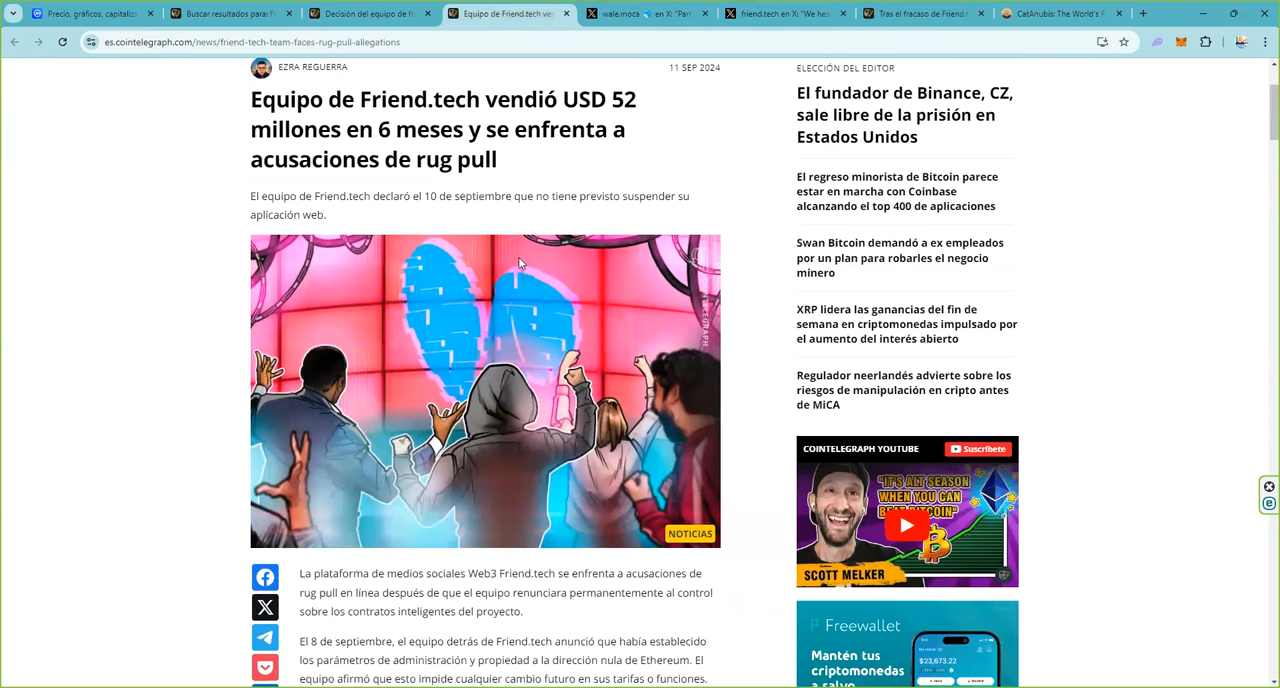 Precio, gráficos, capitaliz
Buscar resultados para: F
Decisión del equipo de fr
Equipo de Friend.tech ve
wale.moca en X: "Part
friend.tech en X: "We hea
Tras el fracaso de Friend.
CatAnubis: The World's F
es.cointelegraph.com/news/friend-tech-team-faces-rug-pull-allegations
EZRA REGUERRA
11 SEP 2024
Equipo de Friend.tech vendió USD 52
millones en 6 meses y se enfrenta a
acusaciones de rug pull
El equipo de Friend.tech declaró el 10 de septiembre que no tiene previsto suspender su
aplicación web.
NOTICIAS
La plataforma de medios sociales Web3 Friend.tech se enfrenta a acusaciones de
rug pull en línea después de que el equipo renunciara permanentemente al control
sobre los contratos inteligentes del proyecto.
El 8 de septiembre, el equipo detrás de Friend.tech anunció que había establecido
los parámetros de administración y propiedad a la dirección nula de Ethereum. El
equipo afirmó que esto impide cualquier cambio futuro en sus tarifas o funciones.
ELECCIÓN DEL EDITOR
El fundador de Binance, CZ,
sale libre de la prisión en
Estados Unidos
El regreso minorista de Bitcoin parece
estar en marcha con Coinbase
alcanzando el top 400 de aplicaciones
Swan Bitcoin demandó a ex empleados
por un plan para robarles el negocio
minero
XRP lidera las ganancias del fin de
semana en criptomonedas impulsado por
el aumento del interés abierto
Regulador neerlandés advierte sobre los
riesgos de manipulación en cripto antes
de MiCA
COINTELEGRAPH YOUTUBE
Suscríbete
"IT'S ALT SEASON
WHEN YOU CAN
BEAT BITCOIN"
SCOTT MELKER
Freewallet
Mantén tus
criptomonedas
a salvo
$23,672.22